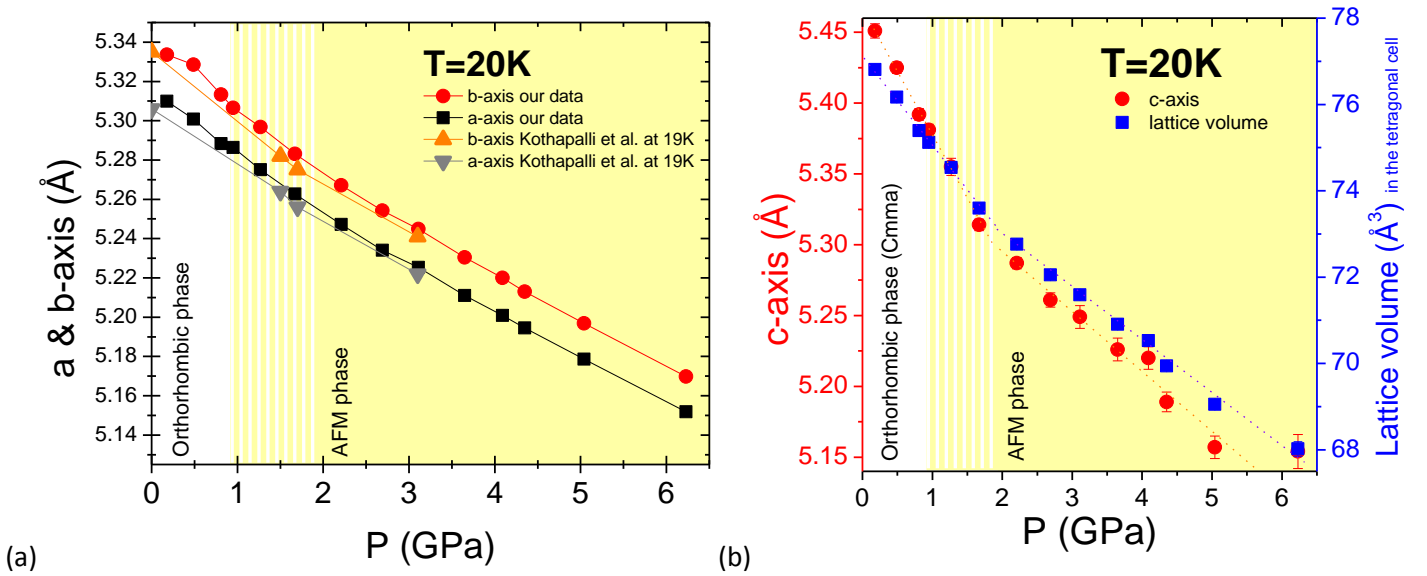 5.34
5.32
5.30
5.28
5.26
5.24
5.22
5.20
5.18
5.16
5.14
a & b-axis (Å)
0 1 2 3 4 5 6
P (GPa)
T=20K
b-axis our data
a-axis our data
b-axis Kothapalli et al. at 19K
a-axis Kothapalli et al. at 19K
Orthorhombic phase
AFM phase
(a)
5.45
5.40
5.35
5.30
5.25
5.20
5.15
c-axis (Å)
0 1 2 3 4 5 6
P (GPa)
T=20K
c-axis
lattice volume
Orthorhombic phase (Cmma)
AFM phase
78
76
74
72
70
68
Lattice volume (Å³) in the tetragonal cell
(b)